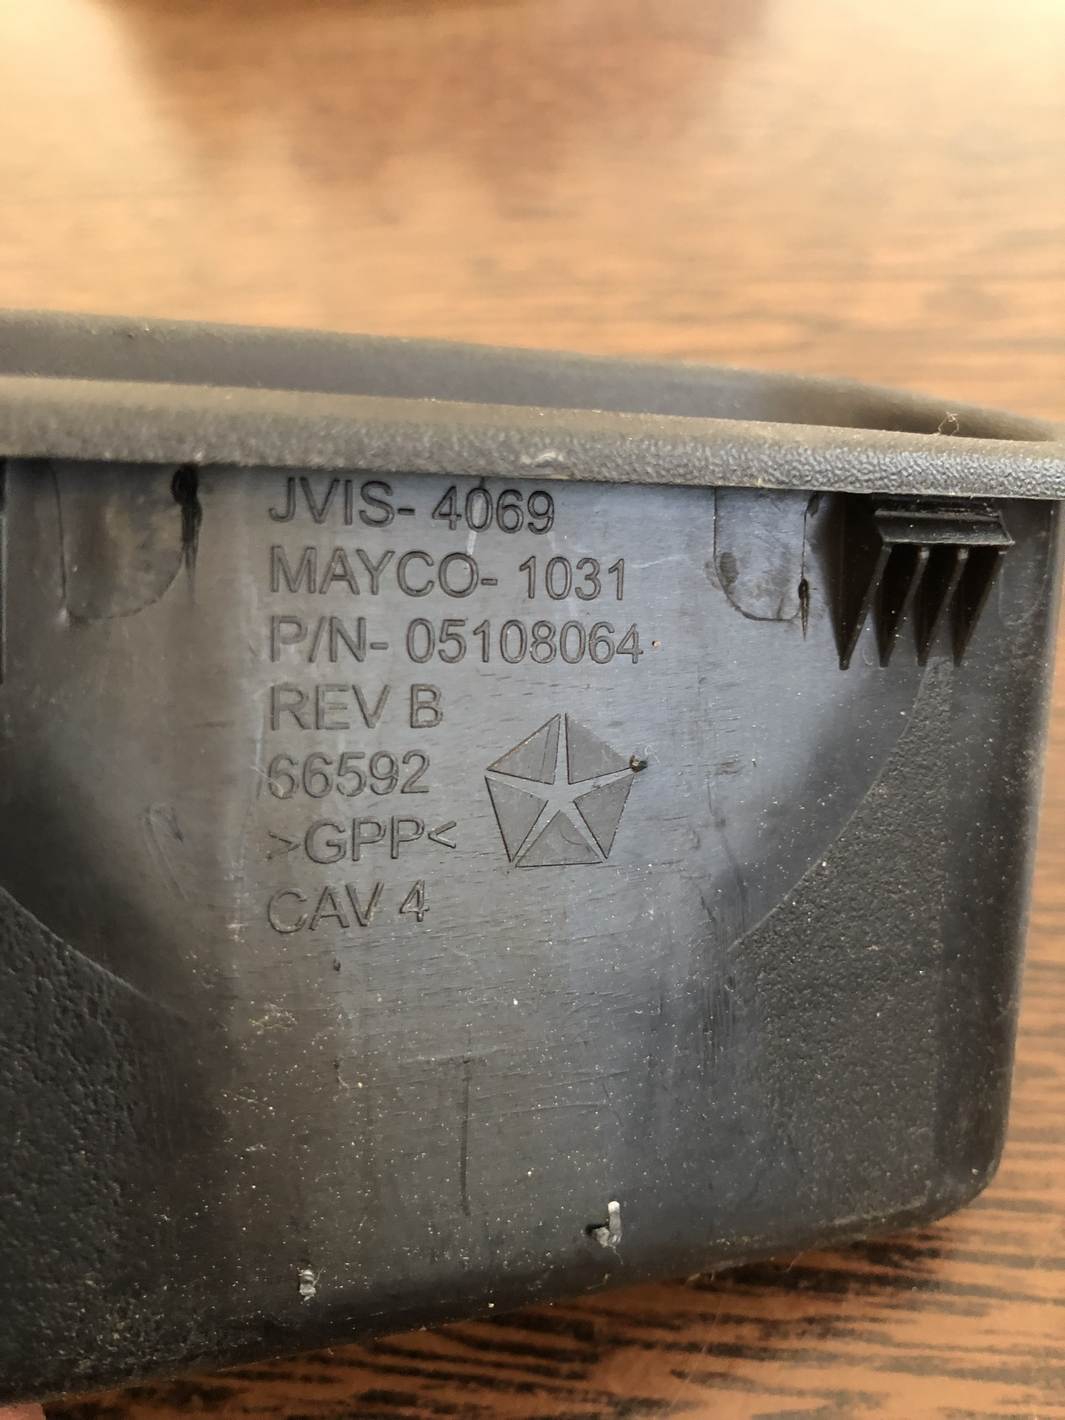 JVIS- 4069
MAYCO- 1031
P/N- 05108064
REV B
66592
>GPP<
CAV 4